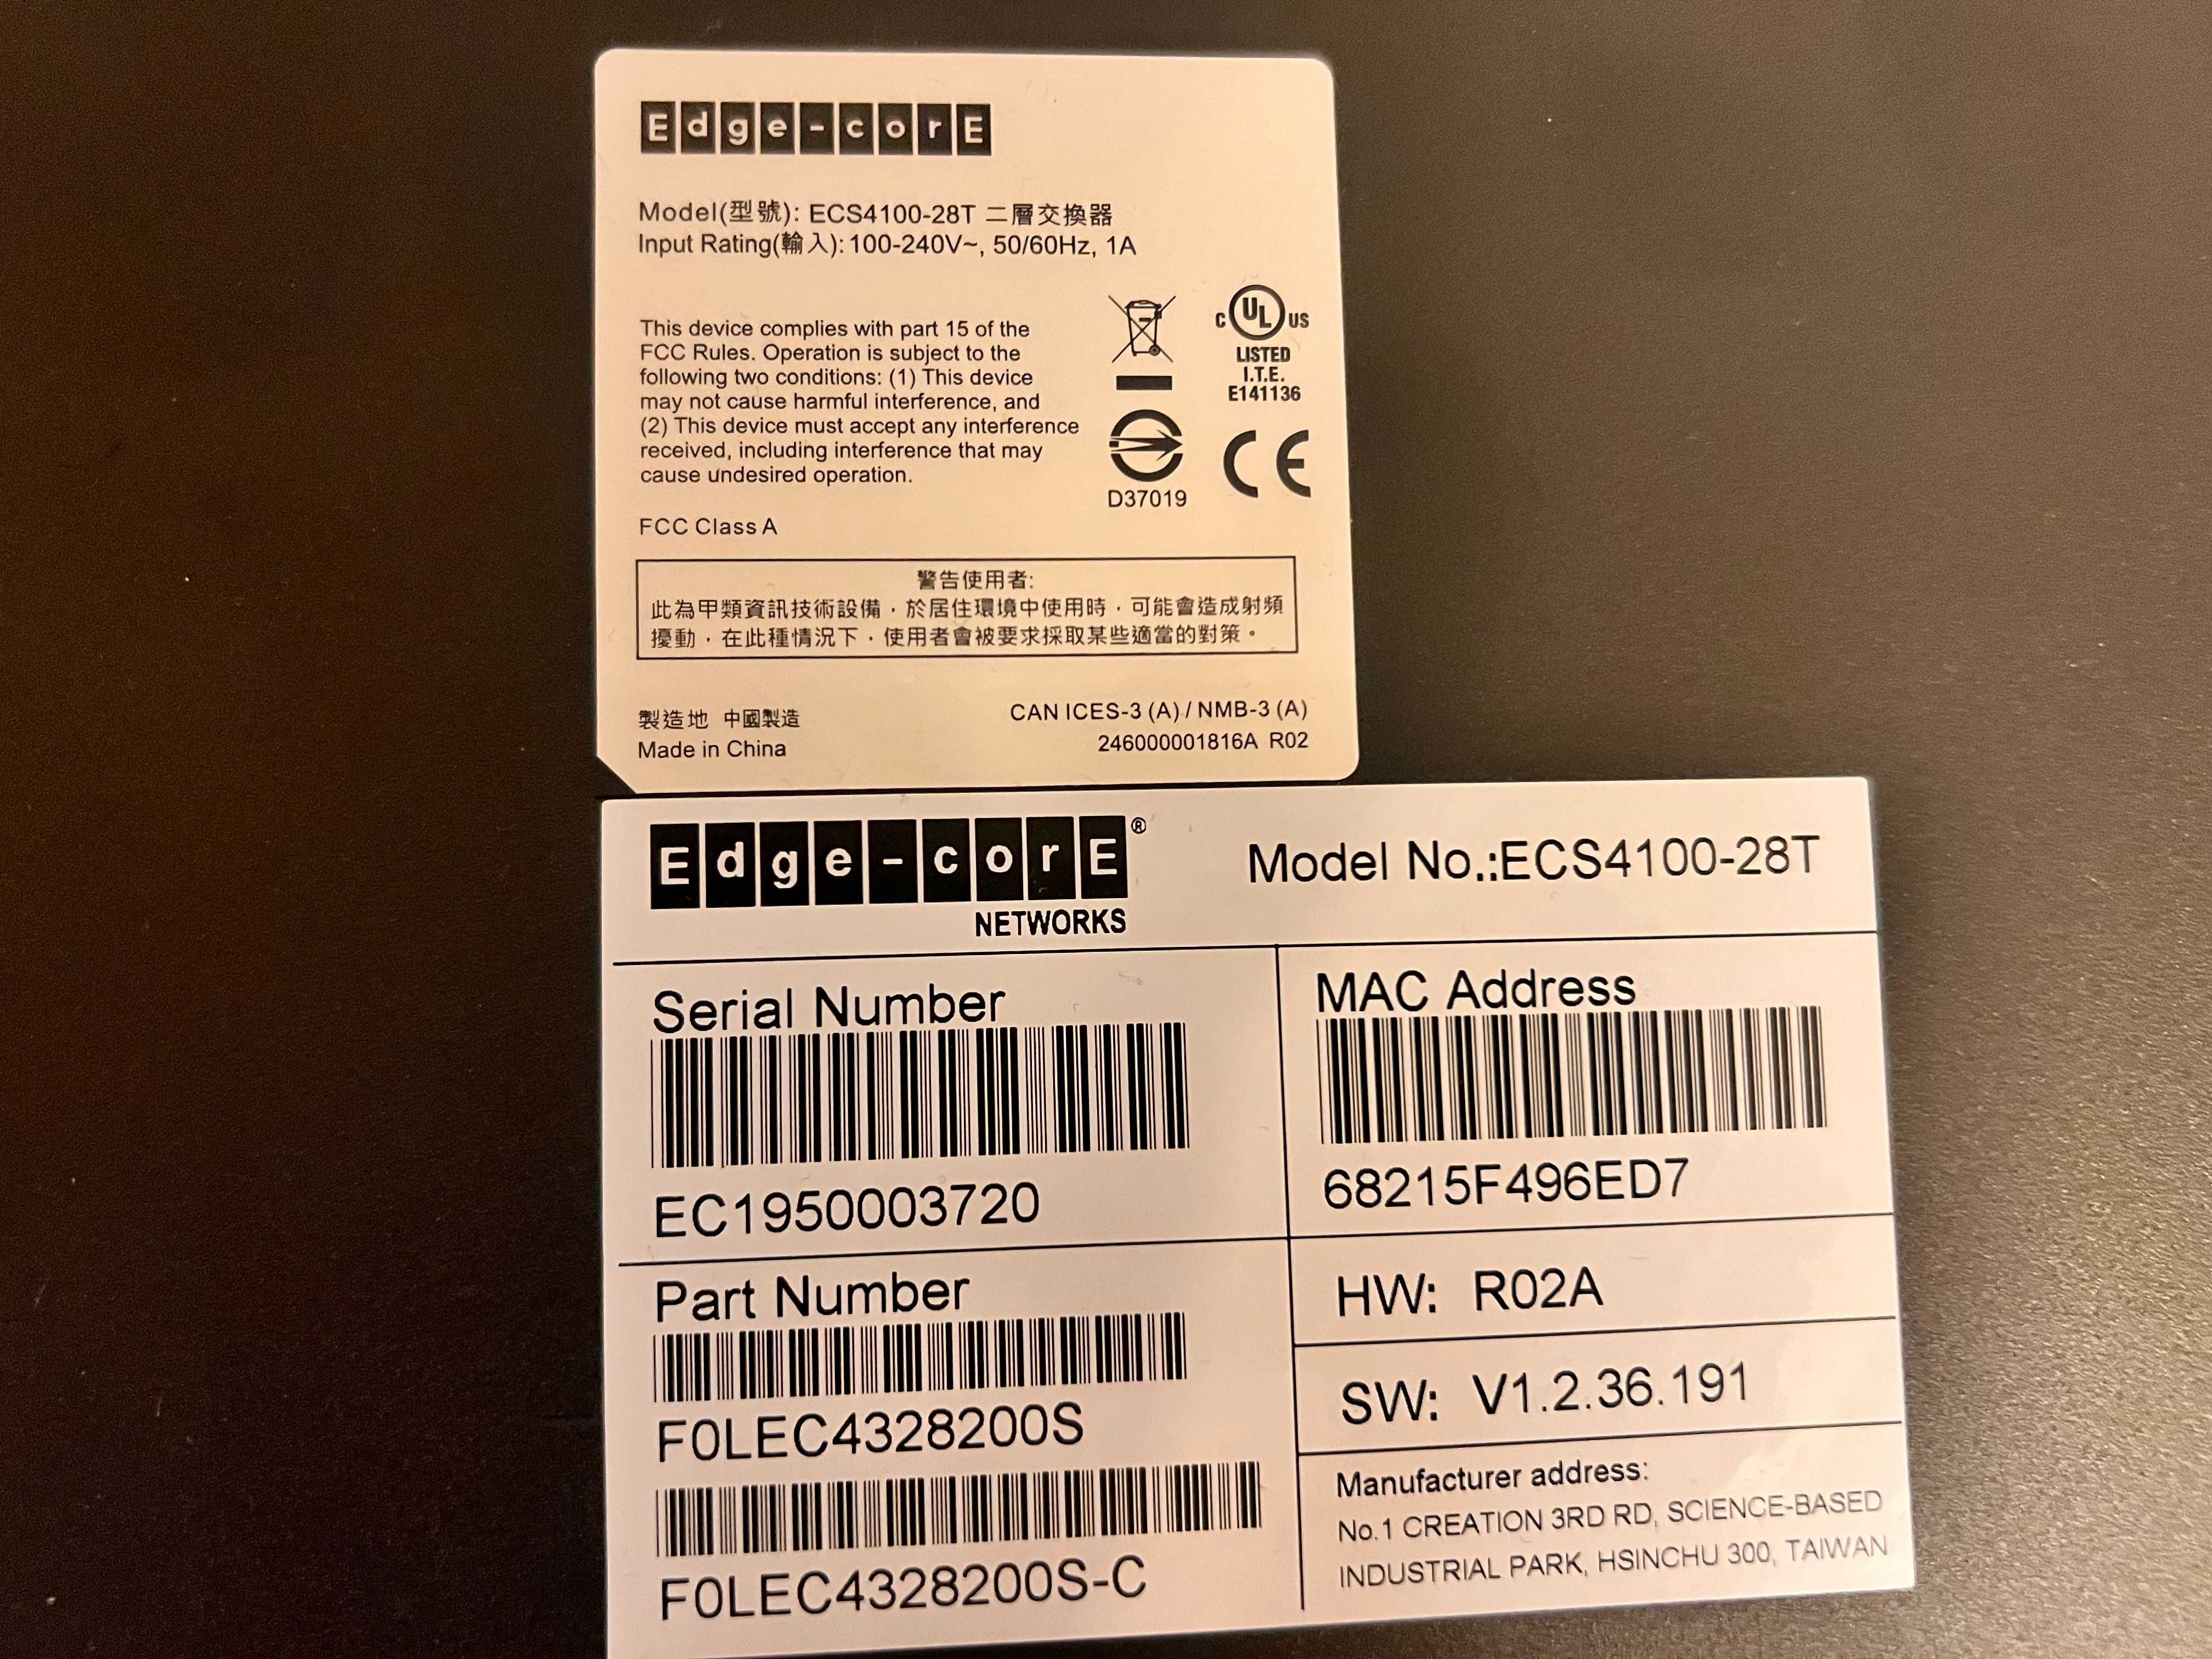 Edge-corE
Model(型號): ECS4100-28T 二層交換器
Input Rating(輸入): 100-240V~, 50/60Hz, 1A
This device complies with part 15 of the
FCC Rules. Operation is subject to the
following two conditions: (1) This device
may not cause harmful interference, and
(2) This device must accept any interference
received, including interference that may
cause undesired operation.
FCC Class A
C UL US
LISTED
I.T.E.
E141136
D37019
CE
警告使用者:
此為甲類資訊技術設備，於居住環境中使用時，可能會造成射頻
擾動，在此種情況下，使用者會被要求採取某些適當的對策。
製造地 中國製造
Made in China
CAN ICES-3 (A) / NMB-3 (A)
246000001816A R02
Edge-corE®
NETWORKS
Model No.:ECS4100-28T
Serial Number
EC1950003720
MAC Address
68215F496ED7
Part Number
F0LEC4328200S
F0LEC4328200S-C
HW: R02A
SW: V1.2.36.191
Manufacturer address:
No.1 CREATION 3RD RD, SCIENCE-BASED
INDUSTRIAL PARK, HSINCHU 300, TAIWAN